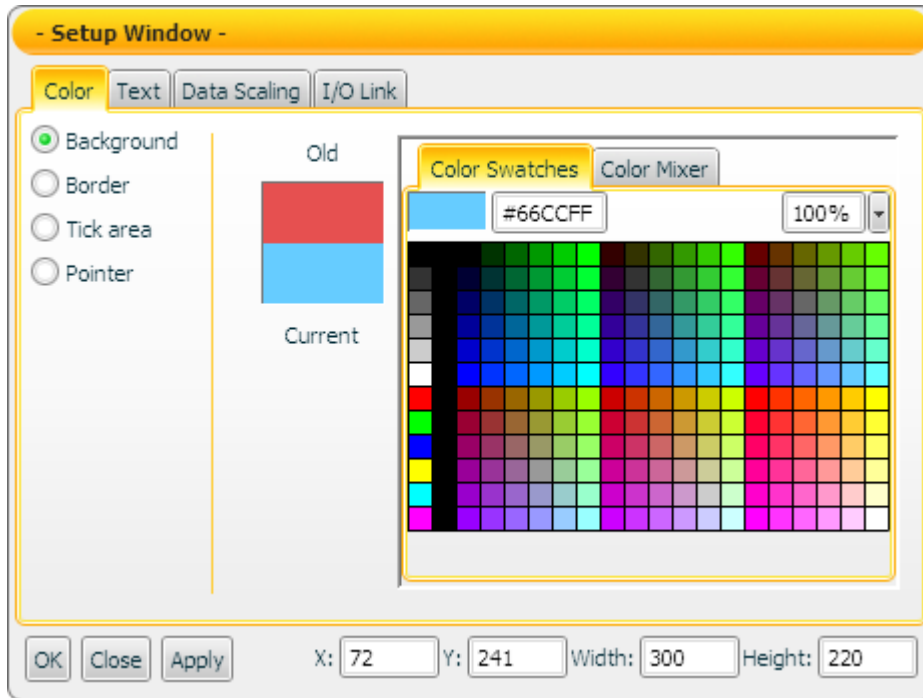 - Setup Window -
Color Text Data Scaling I/O Link
Background
Border
Tick area
Pointer
Old
Current
Color Swatches Color Mixer
#66CCFF 100%
OK Close Apply X: 72 Y: 241 Width: 300 Height: 220